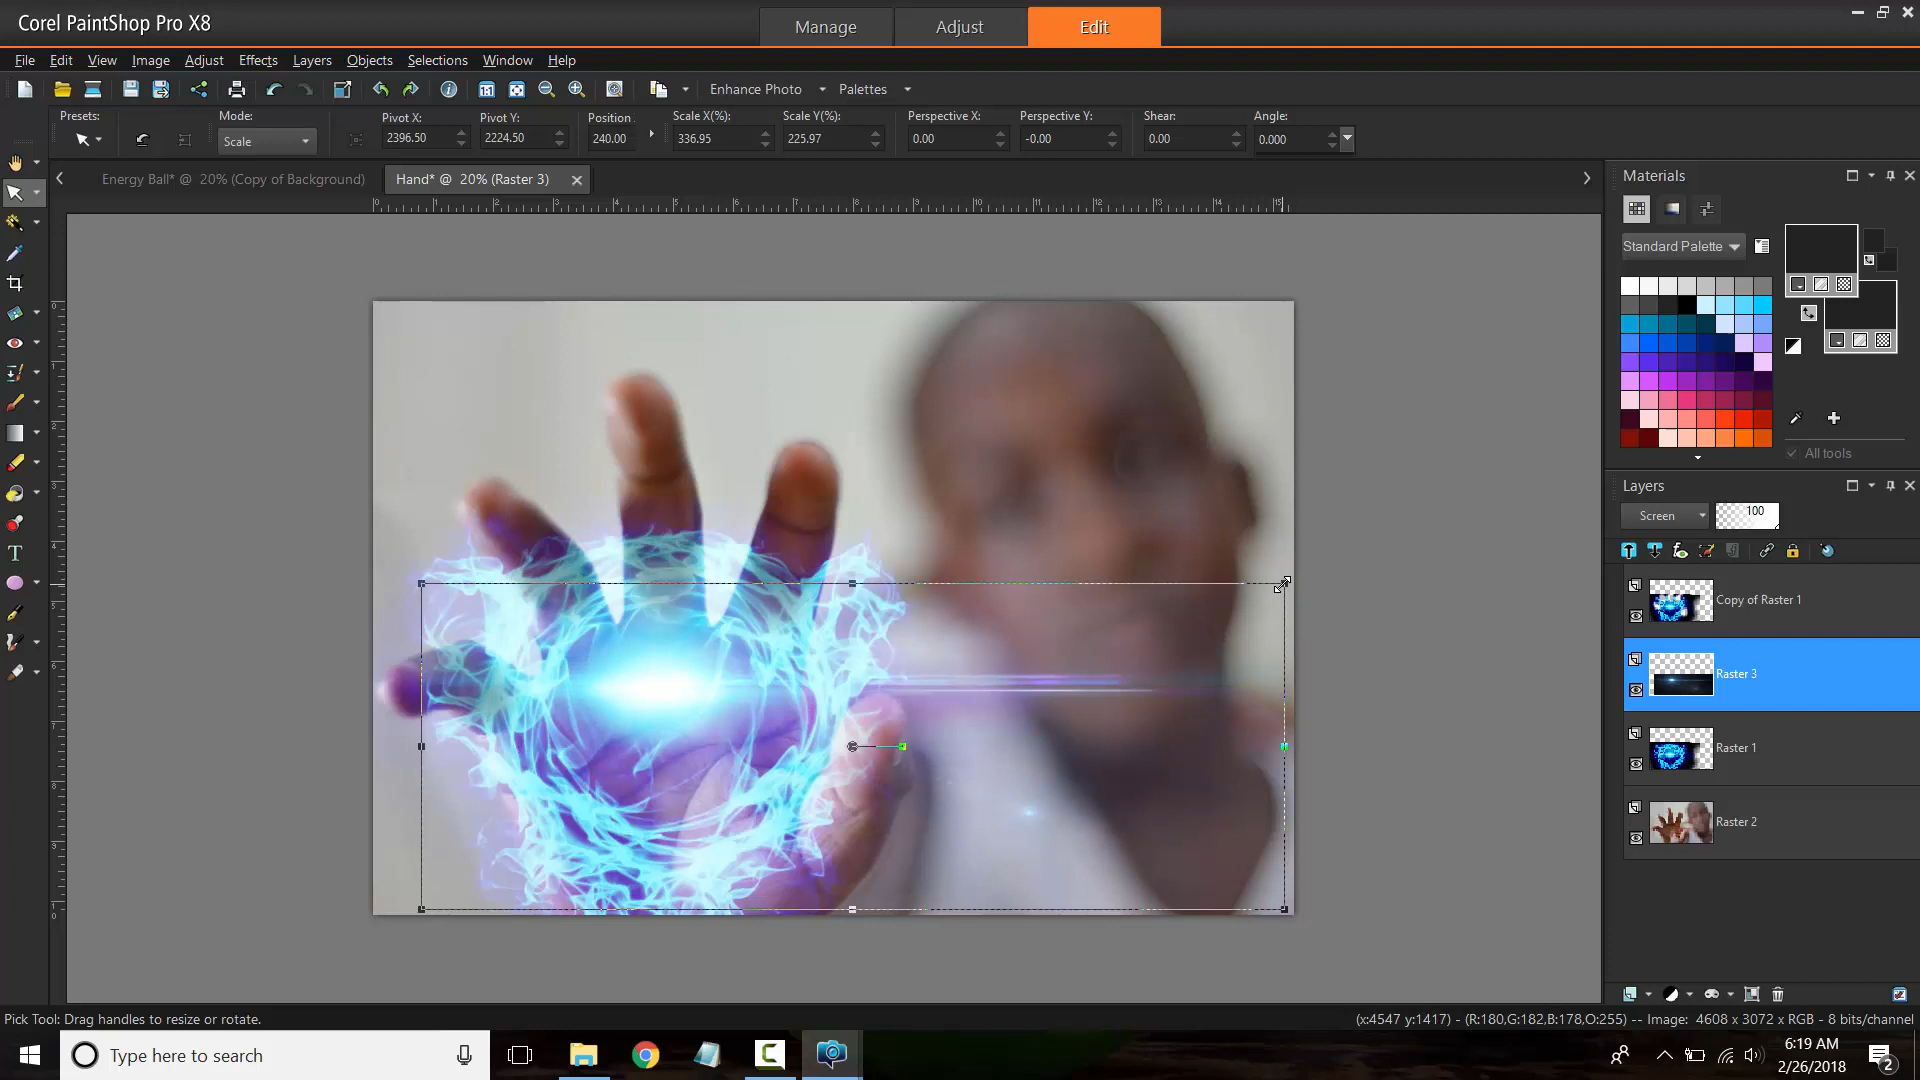 Corel PaintShop Pro X8
Manage
Adjust
Edit
File Edit View Image Adjust Effects Layers Objects Selections Window Help
Enhance Photo
Palettes
Presets:
Mode:
Scale
Pivot X:
2396.50
Pivot Y:
2224.50
Position
240.00
Scale X(%):
336.95
Scale Y(%):
225.97
Perspective X:
0.00
Perspective Y:
-0.00
Shear:
0.00
Angle:
0.000
Energy Ball* @ 20% (Copy of Background)
Hand* @ 20% (Raster 3)
Materials
Standard Palette
All tools
Layers
Screen
100
Copy of Raster 1
Raster 3
Raster 1
Raster 2
Pick Tool: Drag handles to resize or rotate.
(x:4547 y:1417) - (R:180,G:182,B:178,O:255) -- Image: 4608 x 3072 x RGB - 8 bits/channel
Type here to search
6:19 AM
2/26/2018
2